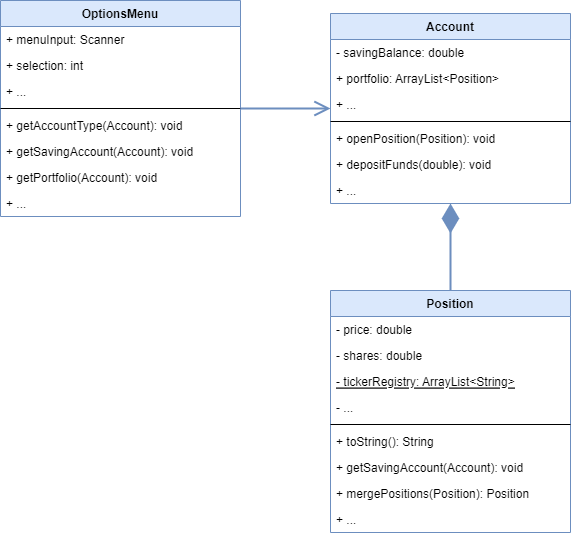 OptionsMenu
+ menuInput: Scanner
+ selection: int
+ ...
+ getAccountType(Account): void
+ getSavingAccount(Account): void
+ getPortfolio(Account): void
+ ...
Account
- savingBalance: double
+ portfolio: ArrayList<Position>
+ ...
+ openPosition(Position): void
+ depositFunds(double): void
+ ...
Position
- price: double
- shares: double
- tickerRegistry: ArrayList<String>
- ...
+ toString(): String
+ getSavingAccount(Account): void
+ mergePositions(Position): Position
+ ...